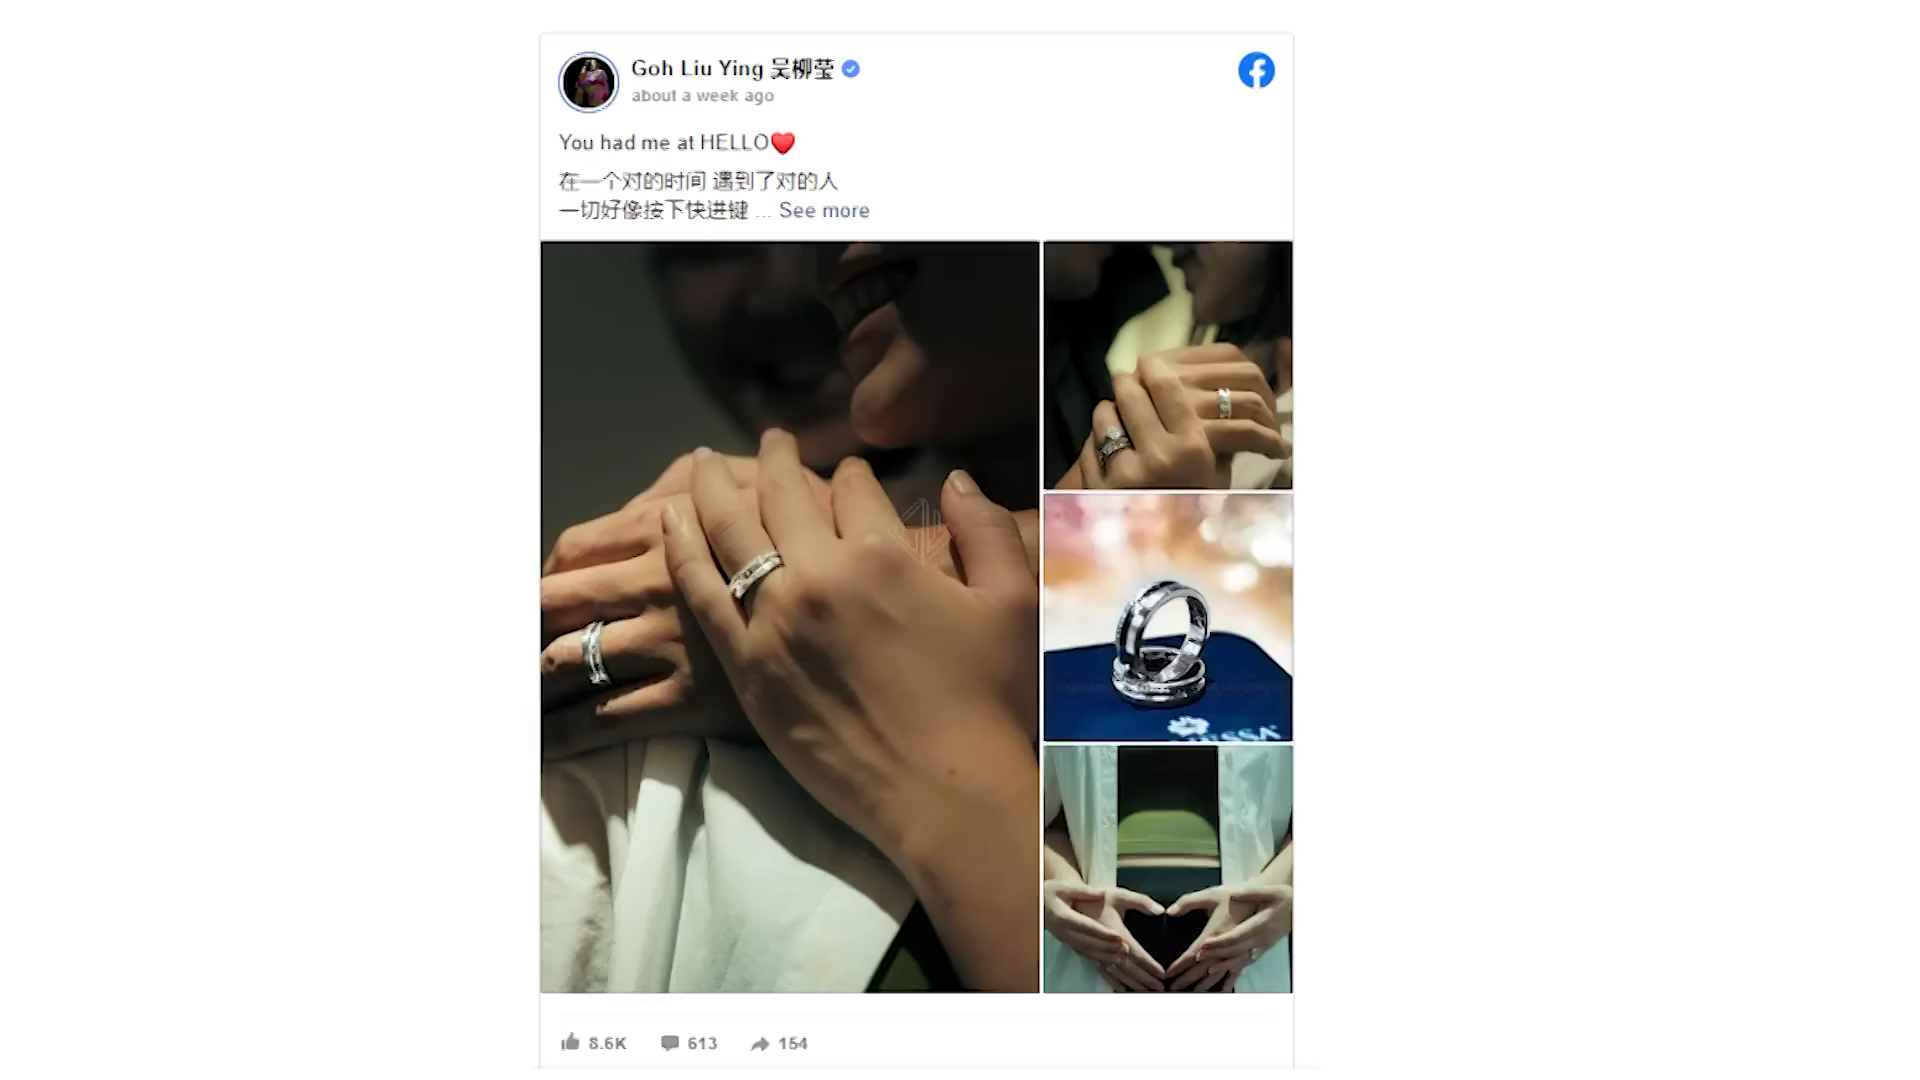 Goh Liu Ying 吴柳莹
about a week ago
You had me at HELLO❤️
在一个对的时间 遇到了对的人
一切好像按下快进键 ... See more
8.6K
613
154